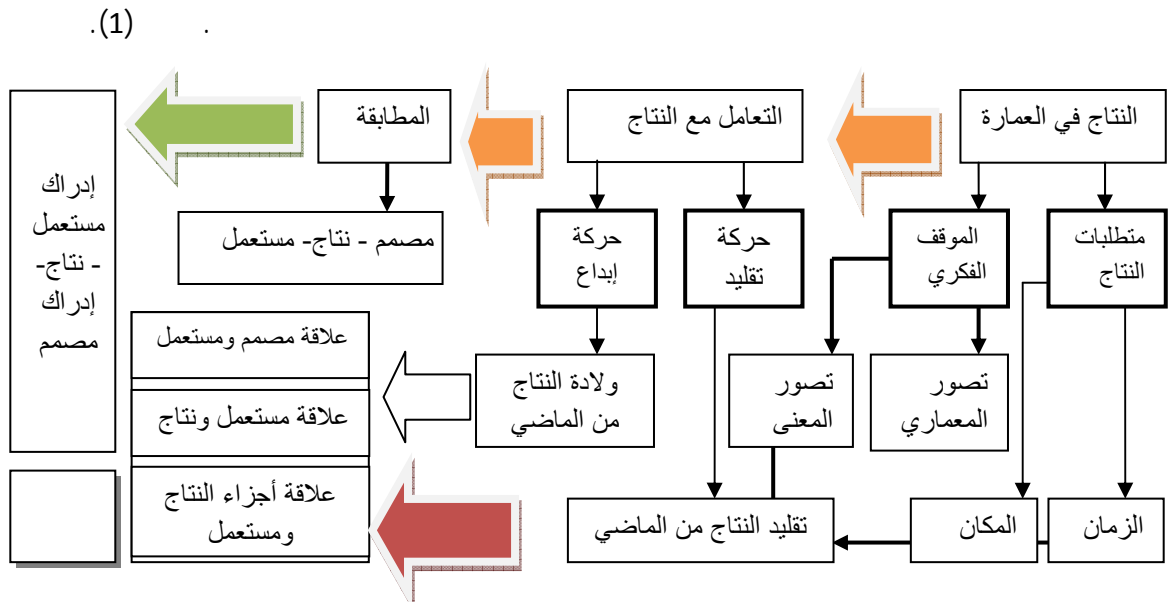 .(1) .
النتاج في العمارة
التعامل مع النتاج
المطابقة
إدراك
مستعمل
- نتاج-
إدراك
مصمم
متطلبات
النتاج
الموقف
الفكري
حركة
تقليد
حركة
إبداع
مصمم - نتاج- مستعمل
تصور
المعماري
تصور
المعنى
ولادة النتاج
من الماضي
علاقة مصمم ومستعمل
علاقة مستعمل ونتاج
علاقة أجزاء النتاج
ومستعمل
الزمان
المكان
تقليد النتاج من الماضي